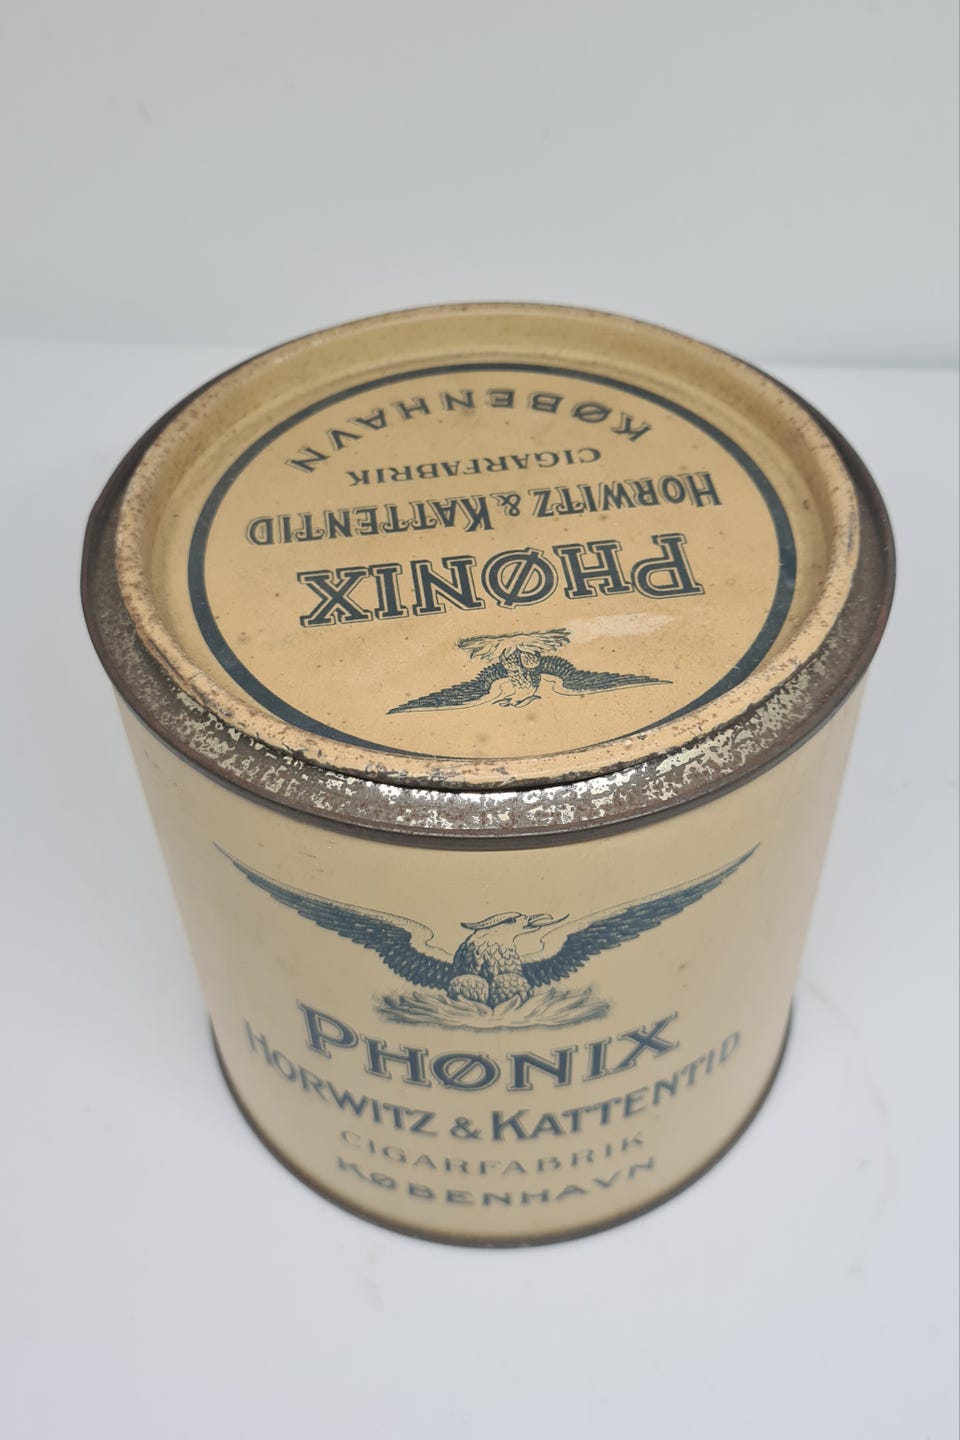 PHØNIX
HORWITZ & KATTENTID
CIGARFABRIK
KØBENHAVN
PHØNIX
HORWITZ & KATTENTID
CIGARFABRIK
KØBENHAVN